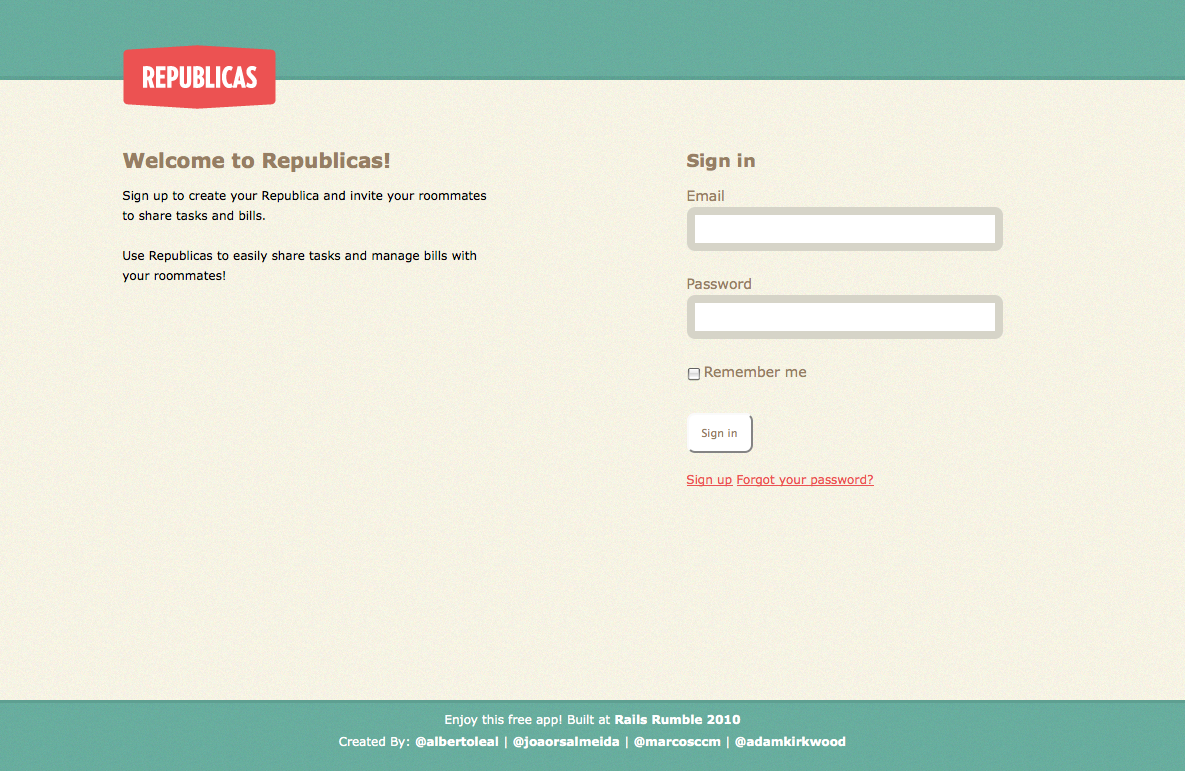 REPUBLICAS
Welcome to Republicas!
Sign up to create your Republica and invite your roommates
to share tasks and bills.
Use Republicas to easily share tasks and manage bills with
your roommates!
Sign in
Email
Password
Remember me
Sign in
Sign up Forgot your password?
Enjoy this free app! Built at Rails Rumble 2010
Created By: @albertoleal | @joaorsalmeida | @marcosccm | @adamkirkwood